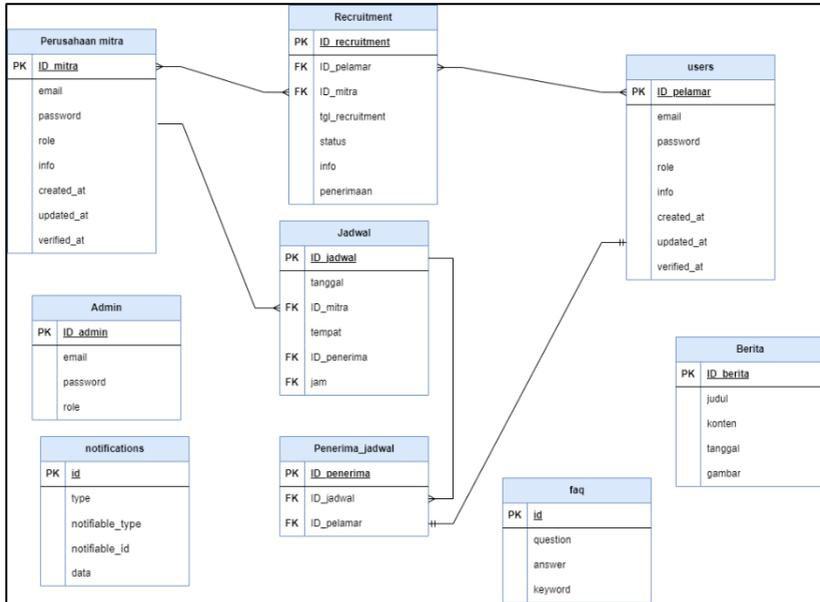 Perusahaan mitra
PK ID_mitra
email
password
role
info
created_at
updated_at
verified_at
Recruitment
PK ID_recruitment
FK ID_pelamar
FK ID_mitra
tgl_recruitment
status
info
penerimaan
users
PK ID_pelamar
email
password
role
info
created_at
updated_at
verified_at
Jadwal
PK ID_jadwal
tanggal
FK ID_mitra
tempat
FK ID_penerima
FK jam
Admin
PK ID_admin
email
password
role
Berita
PK ID_berita
judul
konten
tanggal
gambar
notifications
PK id
type
notifiable_type
notifiable_id
data
Penerima_jadwal
PK ID_penerima
FK ID_jadwal
FK ID_pelamar
faq
PK id
question
answer
keyword